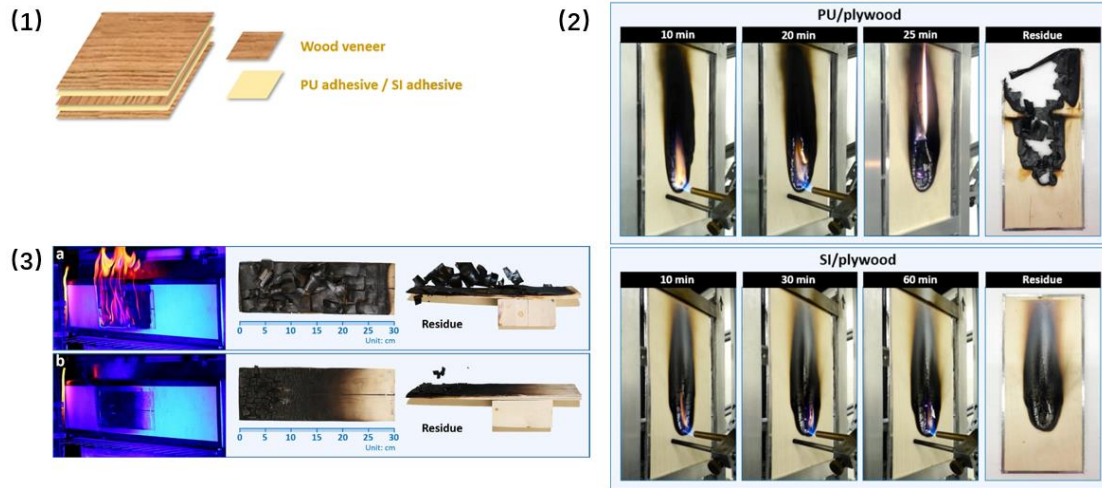 (1)
Wood veneer
PU adhesive / SI adhesive
(2)
PU/plywood
10 min
20 min
25 min
Residue
SI/plywood
10 min
30 min
60 min
Residue
(3)
a
0 5 10 15 20 25 30
Unit: cm
Residue
b
0 5 10 15 20 25 30
Unit: cm
Residue